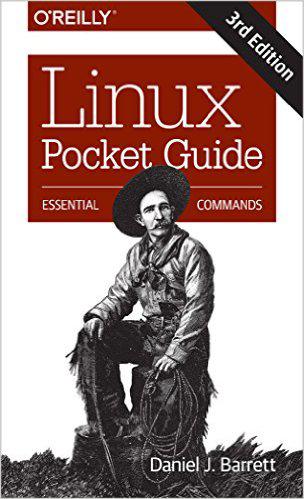 O'REILLY®
3rd Edition
Linux
Pocket Guide
ESSENTIAL COMMANDS
Daniel J. Barrett